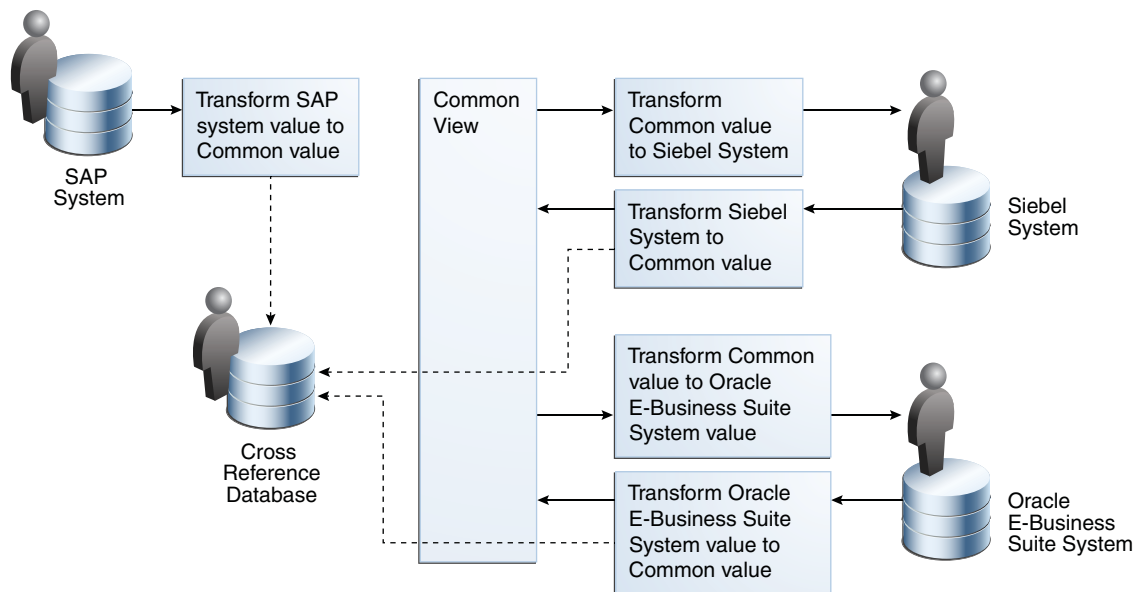 Transform SAP
system value to
Common value
SAP
System
Common
View
Transform
Common value
to Siebel System
Transform Siebel
System to
Common value
Siebel
System
Cross
Reference
Database
Transform Common
value to Oracle
E-Business Suite
System value
Transform Oracle
E-Business Suite
System value to
Common value
Oracle
E-Business
Suite System